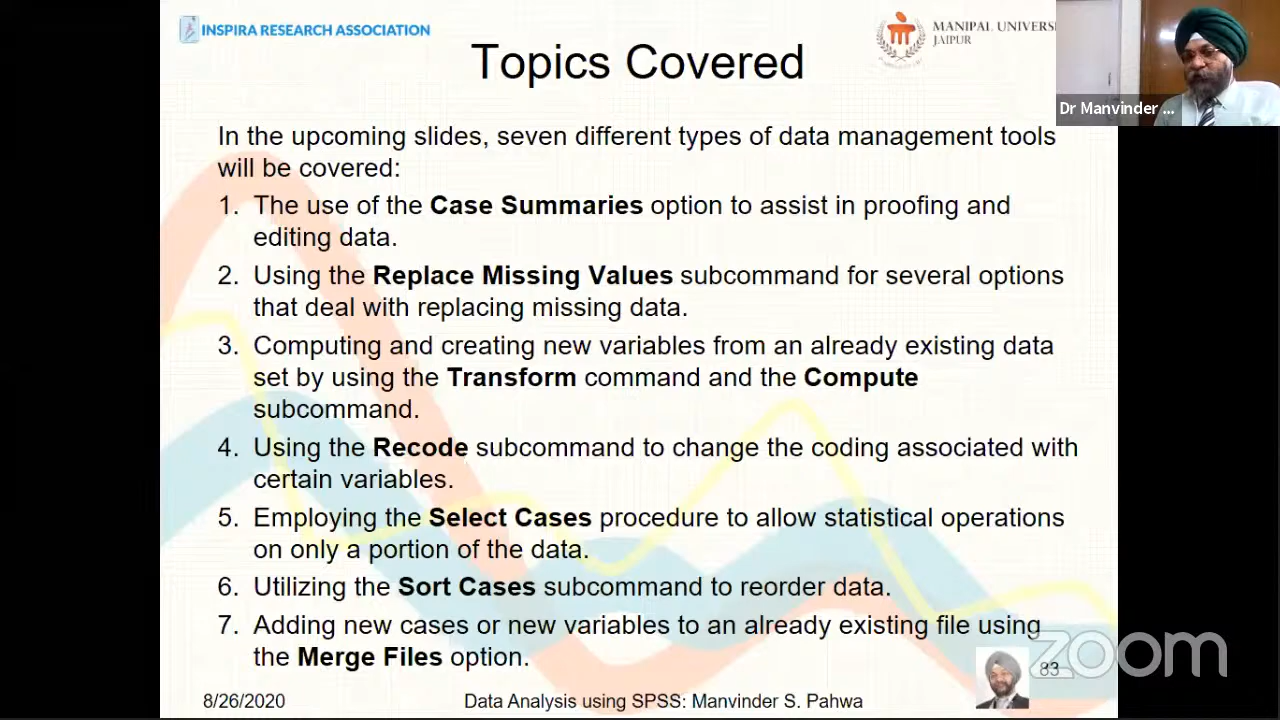 INSPIRA RESEARCH ASSOCIATION
MANIPAL UNIVERS
JAIPUR
Topics Covered
Dr Manvinder ...
In the upcoming slides, seven different types of data management tools
will be covered:
1. The use of the Case Summaries option to assist in proofing and
editing data.
2. Using the Replace Missing Values subcommand for several options
that deal with replacing missing data.
3. Computing and creating new variables from an already existing data
set by using the Transform command and the Compute
subcommand.
4. Using the Recode subcommand to change the coding associated with
certain variables.
5. Employing the Select Cases procedure to allow statistical operations
on only a portion of the data.
6. Utilizing the Sort Cases subcommand to reorder data.
7. Adding new cases or new variables to an already existing file using
the Merge Files option.
zoom
83
8/26/2020
Data Analysis using SPSS: Manvinder S. Pahwa